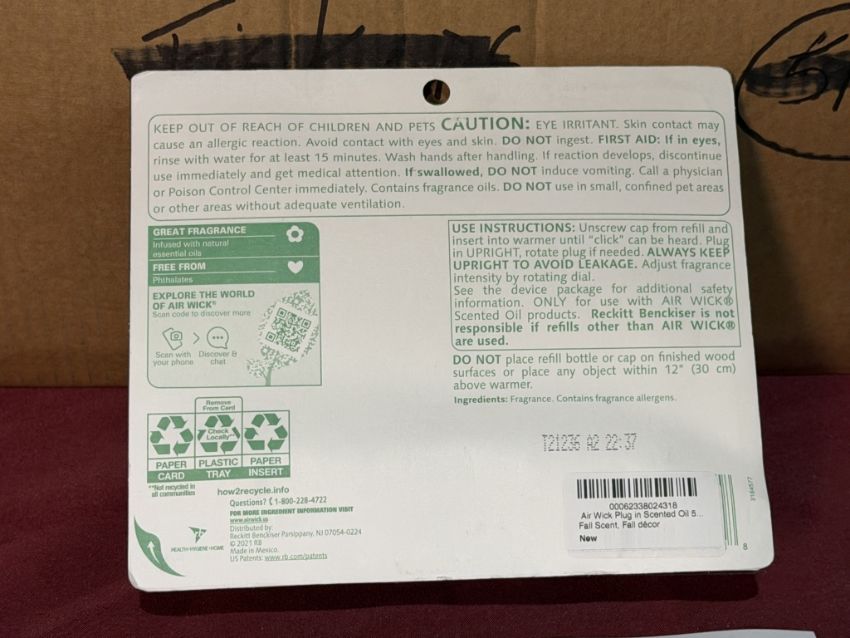 KEEP OUT OF REACH OF CHILDREN AND PETS CAUTION: EYE IRRITANT. Skin contact may
cause an allergic reaction. Avoid contact with eyes and skin. DO NOT ingest. FIRST AID: If in eyes,
rinse with water for at least 15 minutes. Wash hands after handling. If reaction develops, discontinue
use immediately and get medical attention. If swallowed, DO NOT induce vomiting. Call a physician
or Poison Control Center immediately. Contains fragrance oils. DO NOT use in small, confined pet areas
or other areas without adequate ventilation.
GREAT FRAGRANCE
Infused with natural
essential oils
FREE FROM
Phthalates
EXPLORE THE WORLD
OF AIR WICK®
Scan code to discover more
Scan with
your phone
Discover &
chat
USE INSTRUCTIONS: Unscrew cap from refill and
insert into warmer until "click" can be heard. Plug
in UPRIGHT, rotate plug if needed. ALWAYS KEEP
UPRIGHT TO AVOID LEAKAGE. Adjust fragrance
intensity by rotating dial.
See the device package for additional safety
information. ONLY for use with AIR WICK®
Scented Oil products. Reckitt Benckiser is not
responsible if refills other than AIR WICK®
are used.
DO NOT place refill bottle or cap on finished wood
surfaces or place any object within 12" (30 cm)
above warmer.
Ingredients: Fragrance. Contains fragrance allergens.
Remove
From Card
Check
Locally**
PAPER
CARD
PLASTIC
TRAY
PAPER
INSERT
**Not recycled in
all communities
how2recycle.info
Questions? 1-800-228-4722
FOR MORE INGREDIENT INFORMATION VISIT
www.airwick.us
Distributed by:
Reckitt Benckiser Parsippany, NJ 07054-0224
© 2021 RB
Made in Mexico.
US Patents: www.rb.com/patents
HEALTH•HYGIENE•HOME
T21236 A2 22:37
00062338024318
Air Wick Plug in Scented Oil 5...
Fall Scent, Fall décor
New
8